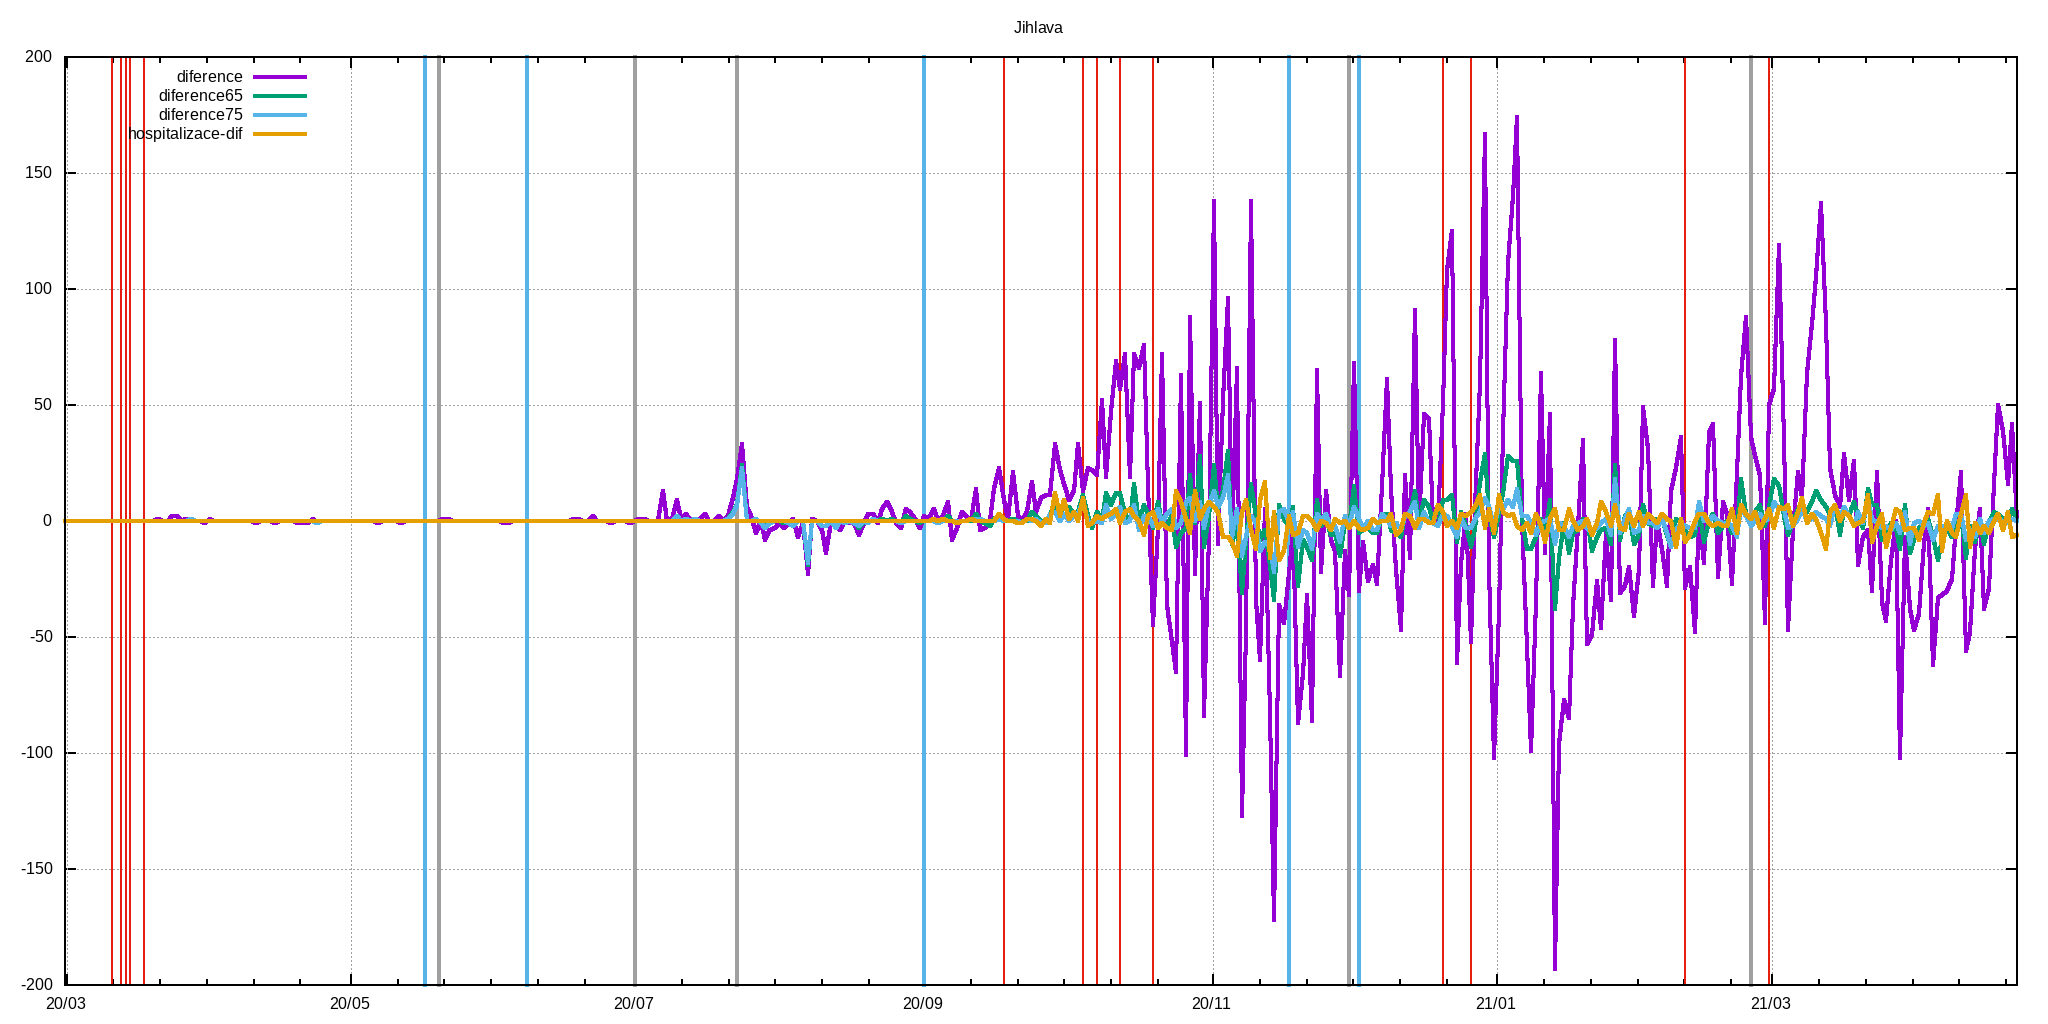 Jihlava
200
150
100
50
0
-50
-100
-150
-200
diference
diference65
diference75
hospitalizace-dif
20/03 20/05 20/07 20/09 20/11 21/01 21/03